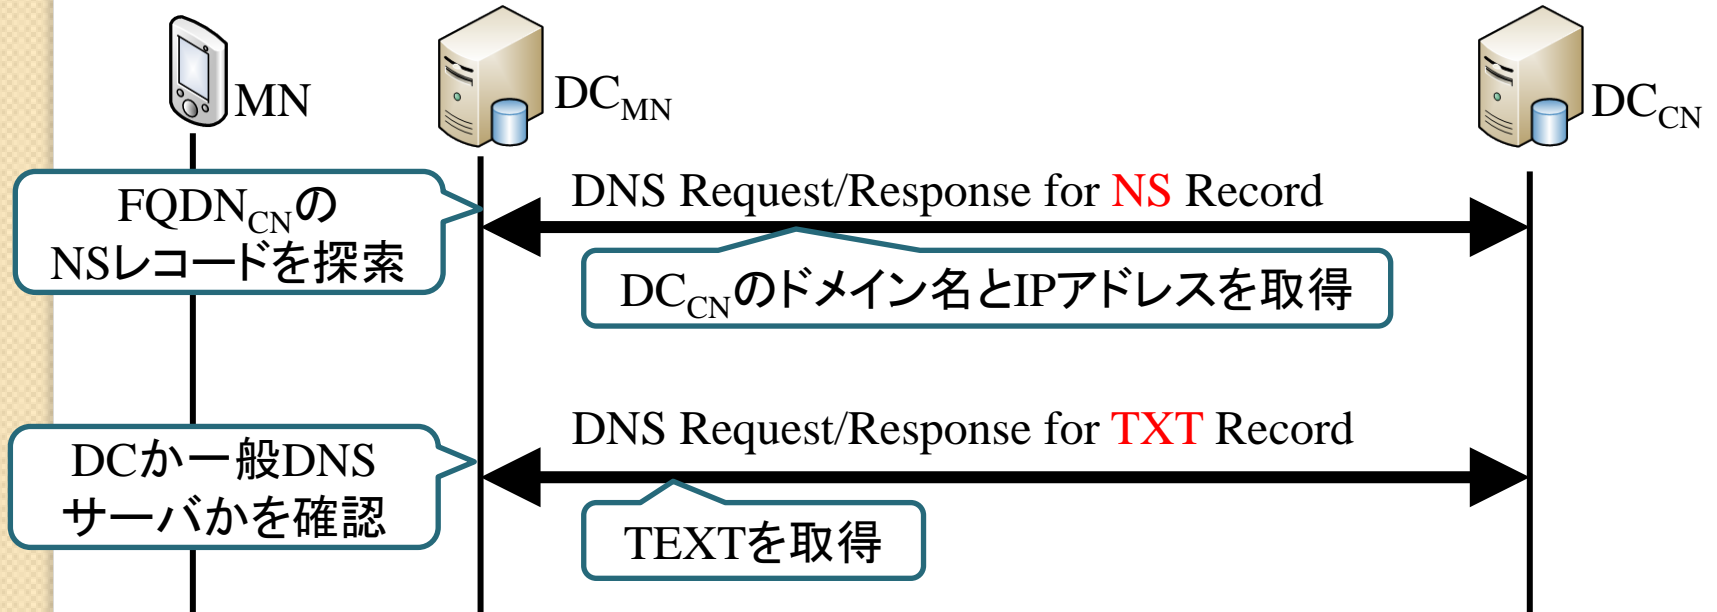 MN
DCMN
DCCN
FQDNCNの
NSレコードを探索
DNS Request/Response for NS Record
DCCNのドメイン名とIPアドレスを取得
DCか一般DNS
サーバかを確認
DNS Request/Response for TXT Record
TEXTを取得